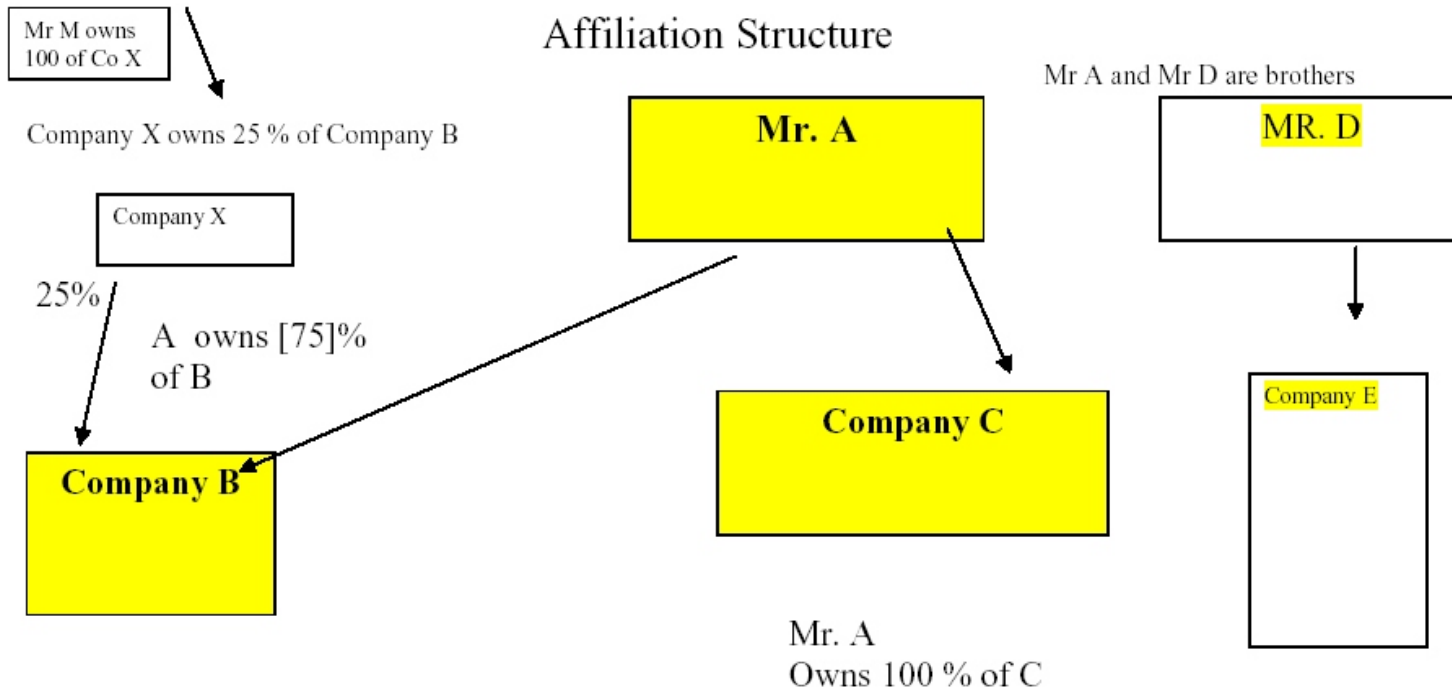 Mr M owns
100 of Co X
Affiliation Structure
Mr A and Mr D are brothers
Company X owns 25 % of Company B
Mr. A
MR. D
Company X
25%
A owns [75]%
of B
Company E
Company C
Company B
Mr. A
Owns 100 % of C